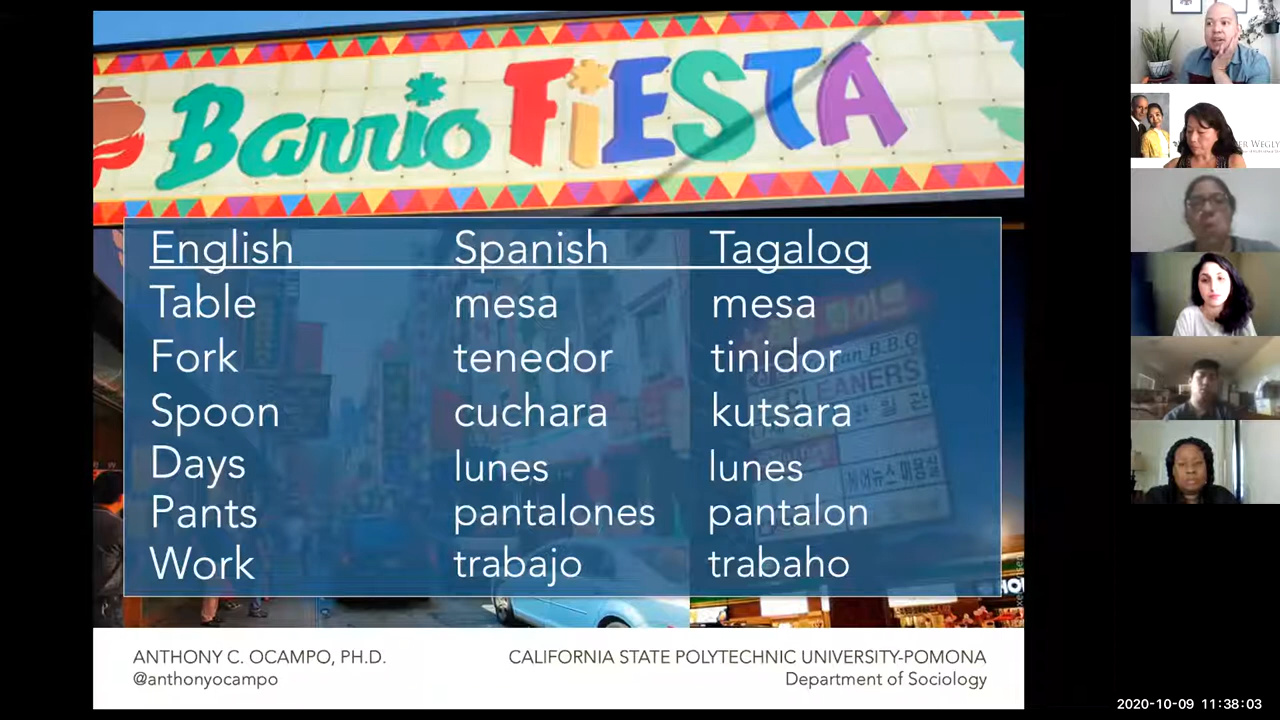 Barrio FiESTA
English Spanish Tagalog
Table mesa mesa
Fork tenedor tinidor
Spoon cuchara kutsara
Days lunes lunes
Pants pantalones pantalon
Work trabajo trabaho
B.B.Q
CLEANERS
ANTHONY C. OCAMPO, PH.D. CALIFORNIA STATE POLYTECHNIC UNIVERSITY-POMONA
@anthonyocampo Department of Sociology
2020-10-09 11:38:03